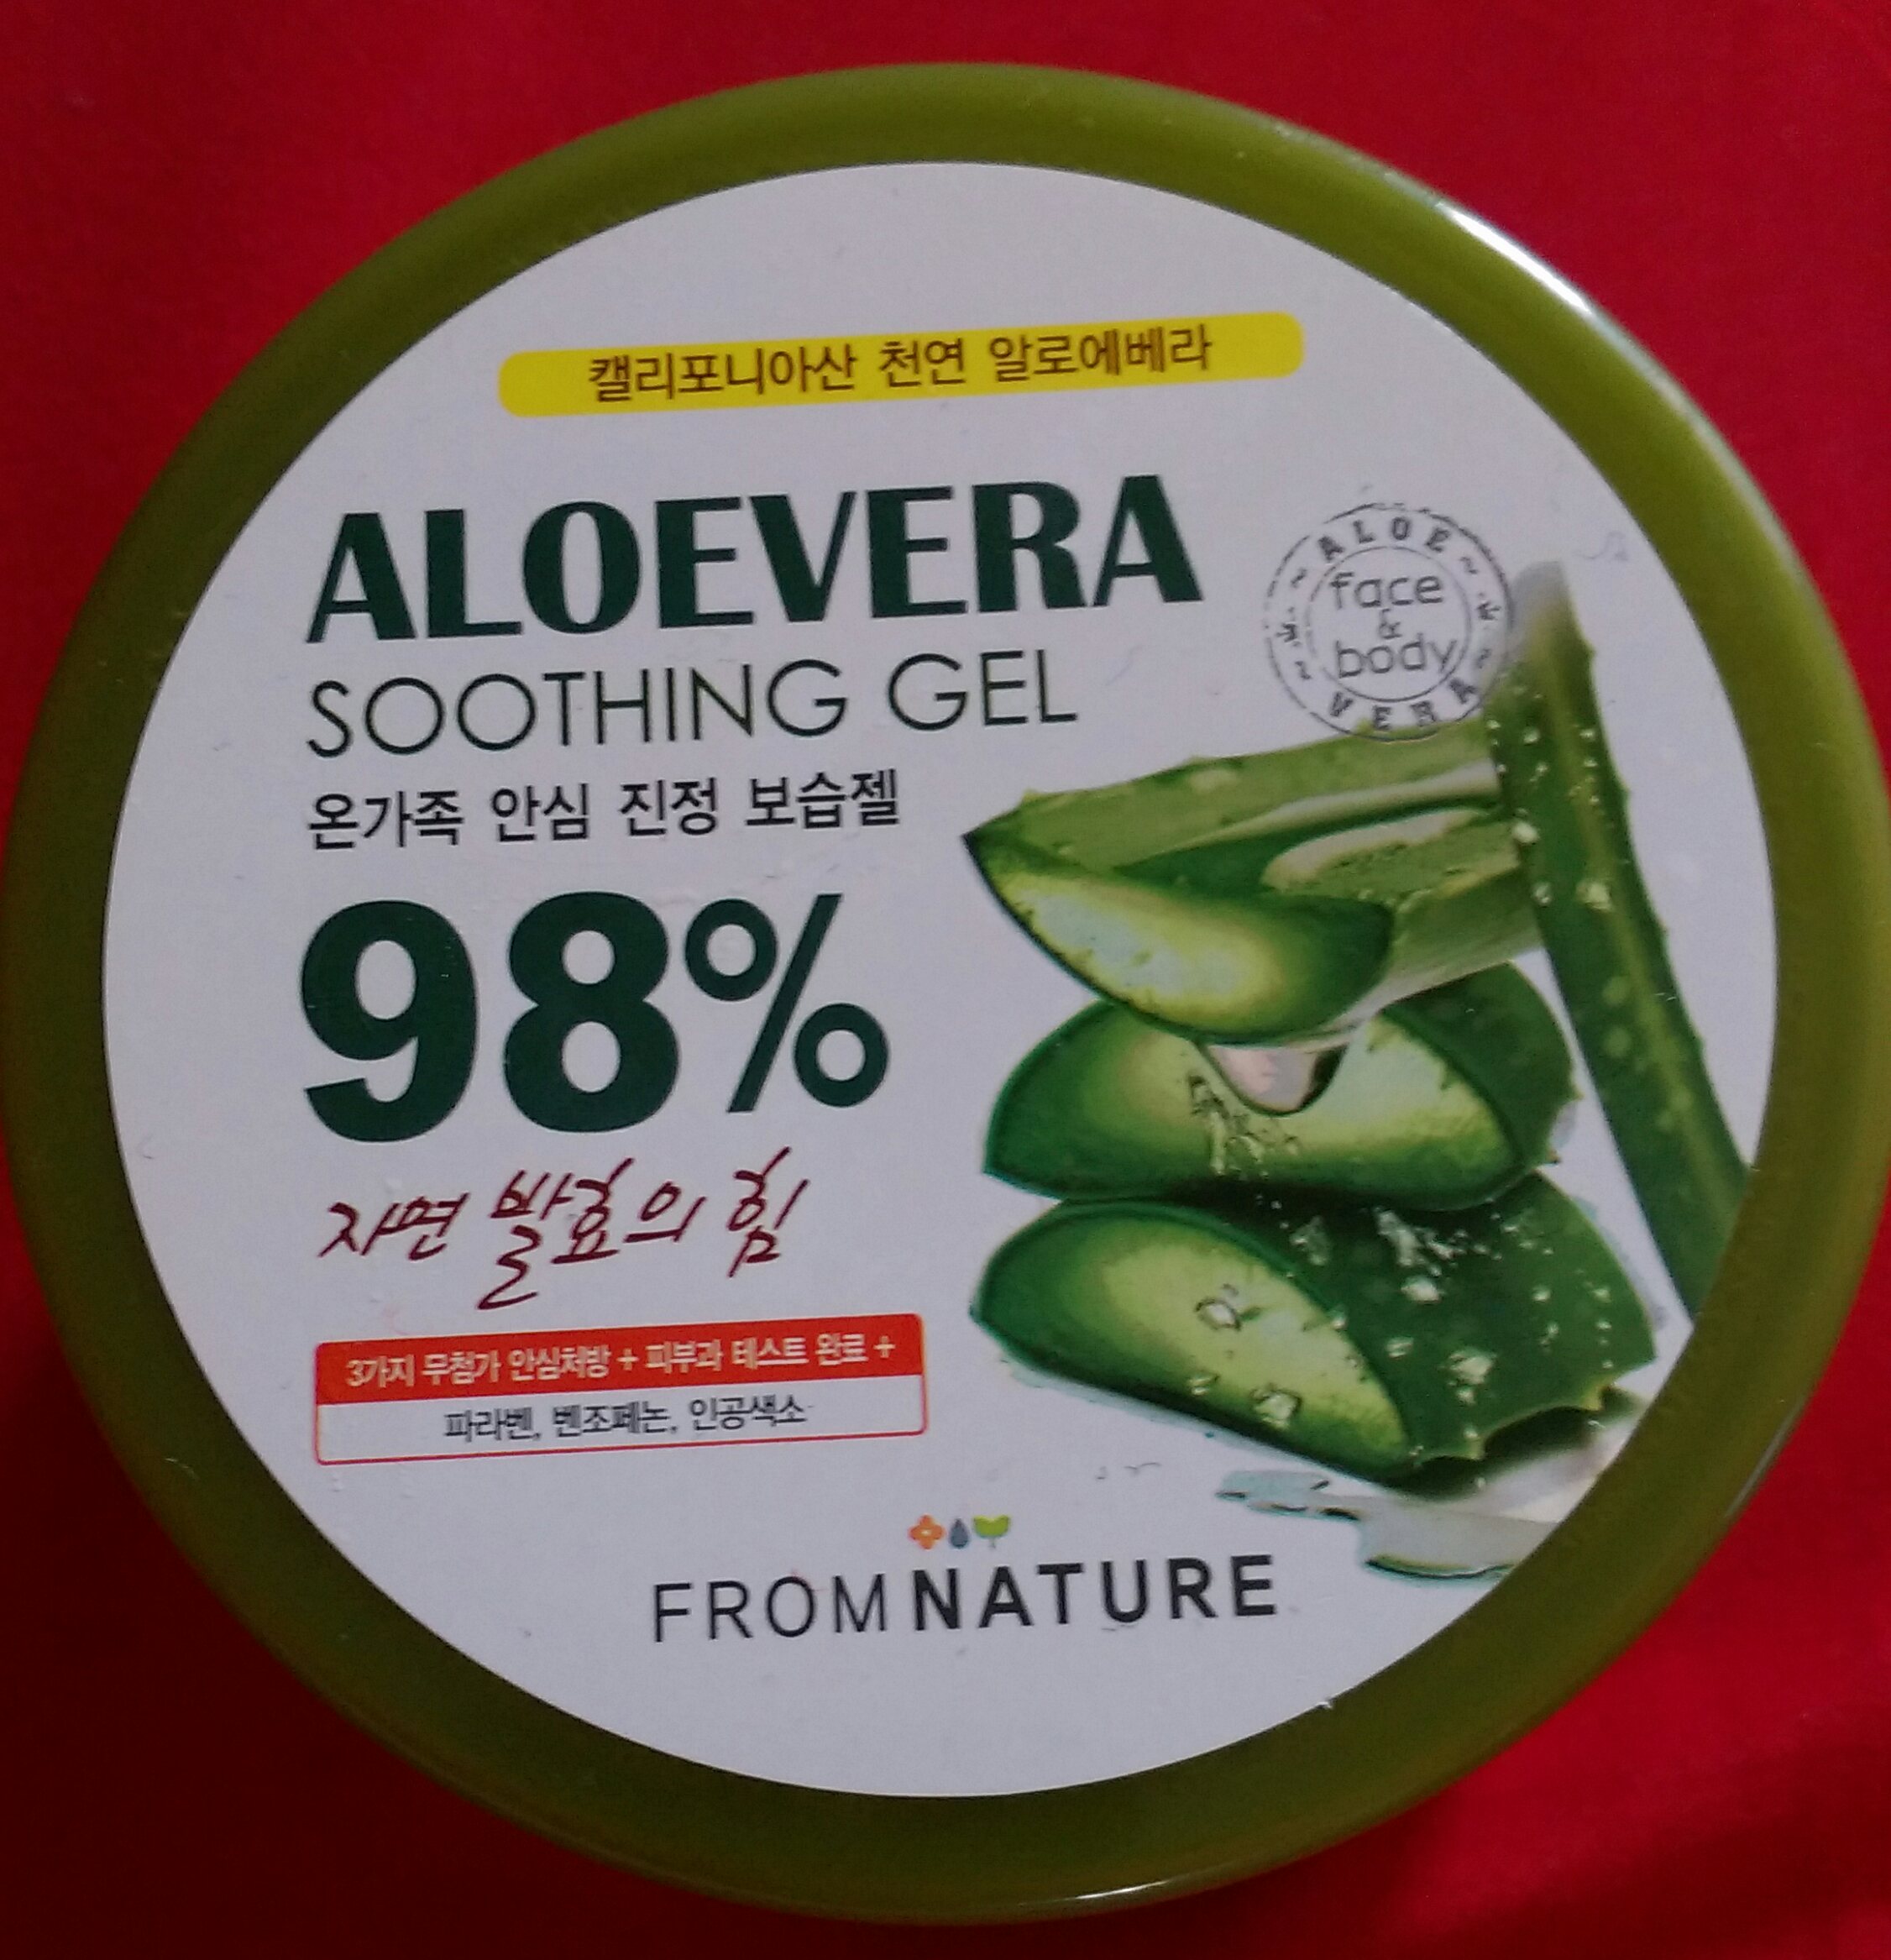 캘리포니아산 천연 알로에베라
ALOEVERA
SOOTHING GEL
ALOE
face
&
body
VERA
온가족 안심 진정 보습젤
98%
자연 발효의 힘
3가지 무첨가 안심처방 + 피부과 테스트 완료 +
파라벤, 벤조페논, 인공색소
FROMNATURE